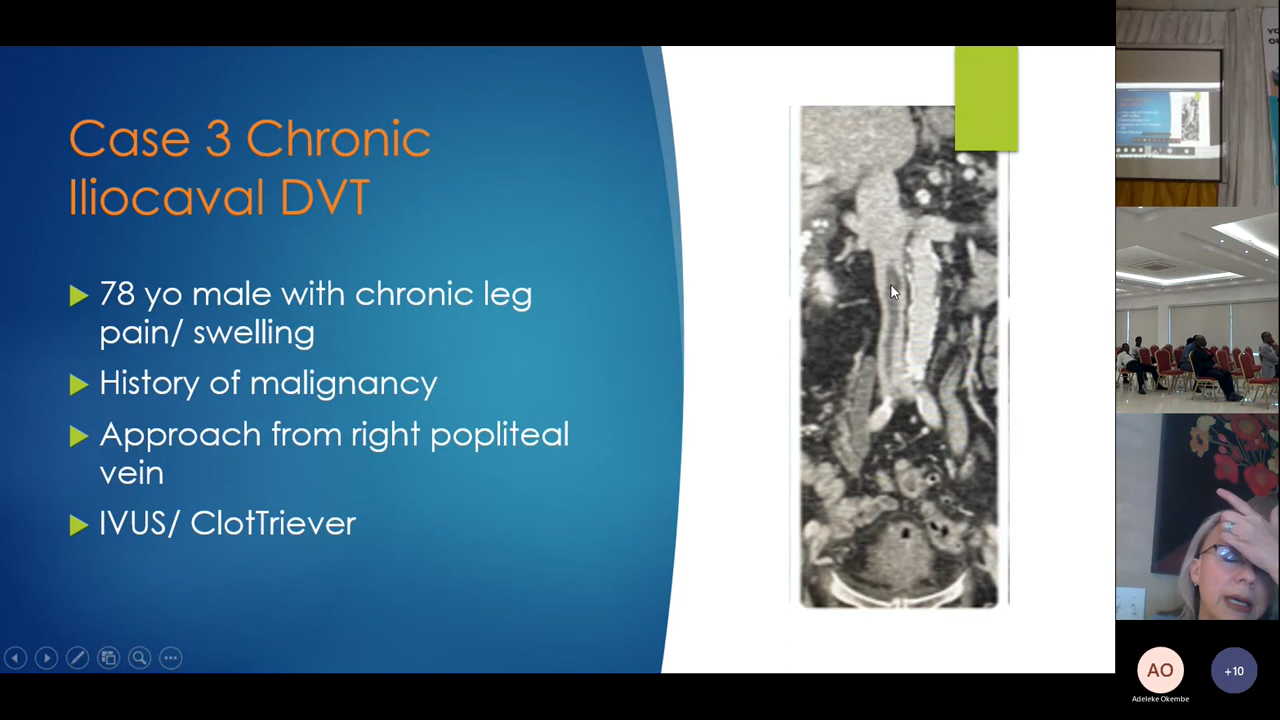 Case 3 Chronic
Iliocaval DVT
78 yo male with chronic leg
pain/ swelling
History of malignancy
Approach from right popliteal
vein
IVUS/ ClotTriever
AO
Adeleke Okembe
+10